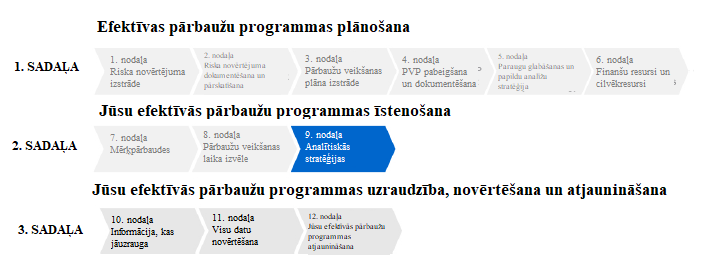 Efektīvas pārbaužu programmas plānošana
1. SADAĻA
1. nodaļa
Riska novērtējuma
izstrāde
2. nodaļa
Riska novērtējuma
dokumentēšana un
pārskatīšana
3. nodaļa
Pārbaužu veikšanas
plāna izstrāde
4. nodaļa
PVP pabeigšana
un dokumentēšana
5. nodaļa
Paraugu glabāšanas un
papildu analīžu
stratēģija
6. nodaļa
Finanšu resursi un
cilvēkresursi
Jūsu efektīvās pārbaužu programmas īstenošana
2. SADAĻA
7. nodaļa
Mērķpārbaudes
8. nodaļa
Pārbaužu veikšanas
laika izvēle
9. nodaļa
Analītiskās
stratēģijas
Jūsu efektīvās pārbaužu programmas uzraudzība, novērtēšana un atjaunināšana
3. SADAĻA
10. nodaļa
Informācija, kas
jāuzrauga
11. nodaļa
Visu datu
novērtēšana
12. nodaļa
Jūsu efektīvās pārbaužu
programmas
atjaunināšana